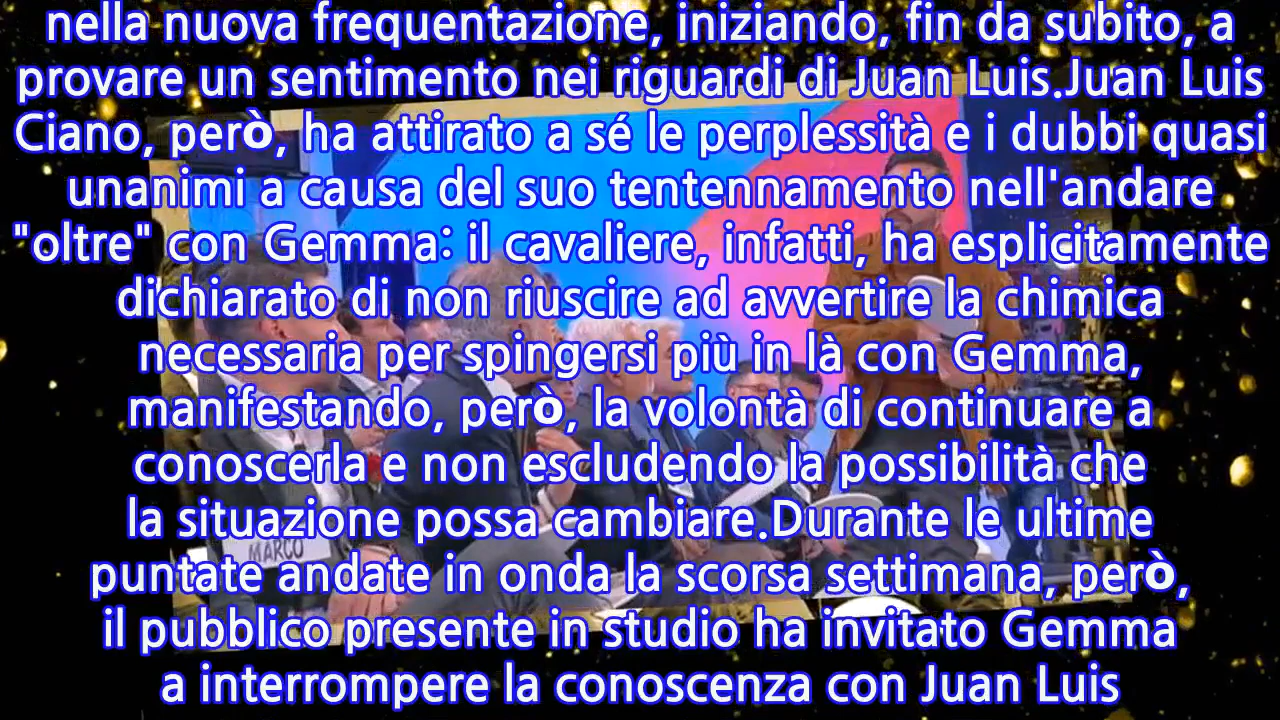 nella nuova frequentazione, iniziando, fin da subito, a
provare un sentimento nei riguardi di Juan Luis.Juan Luis
Ciano, però, ha attirato a sé le perplessità e i dubbi quasi
unanimi a causa del suo tentennamento nell'andare
"oltre" con Gemma: il cavaliere, infatti, ha esplicitamente
dichiarato di non riuscire ad avvertire la chimica
necessaria per spingersi più in là con Gemma,
manifestando, però, la volontà di continuare a
conoscerla e non escludendo la possibilità che
la situazione possa cambiare.Durante le ultime
MARCO
puntate andate in onda la scorsa settimana, però,
il pubblico presente in studio ha invitato Gemma
a interrompere la conoscenza con Juan Luis